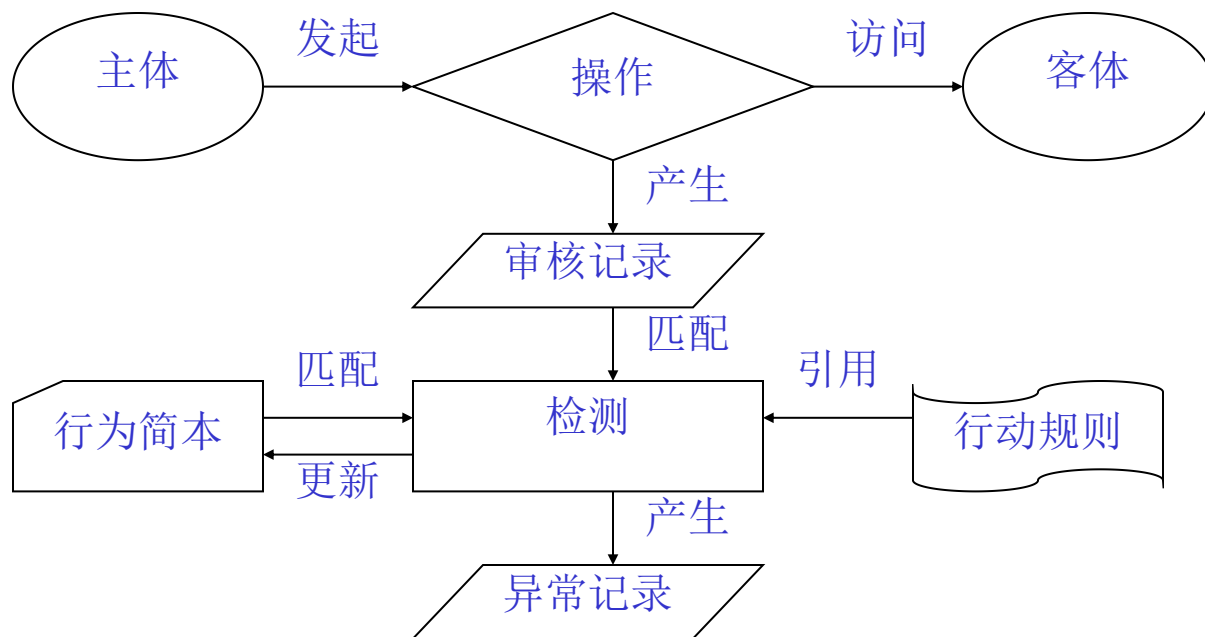 主体
发起
操作
访问
客体
产生
审核记录
匹配
行为简本
匹配
更新
检测
引用
行动规则
产生
异常记录